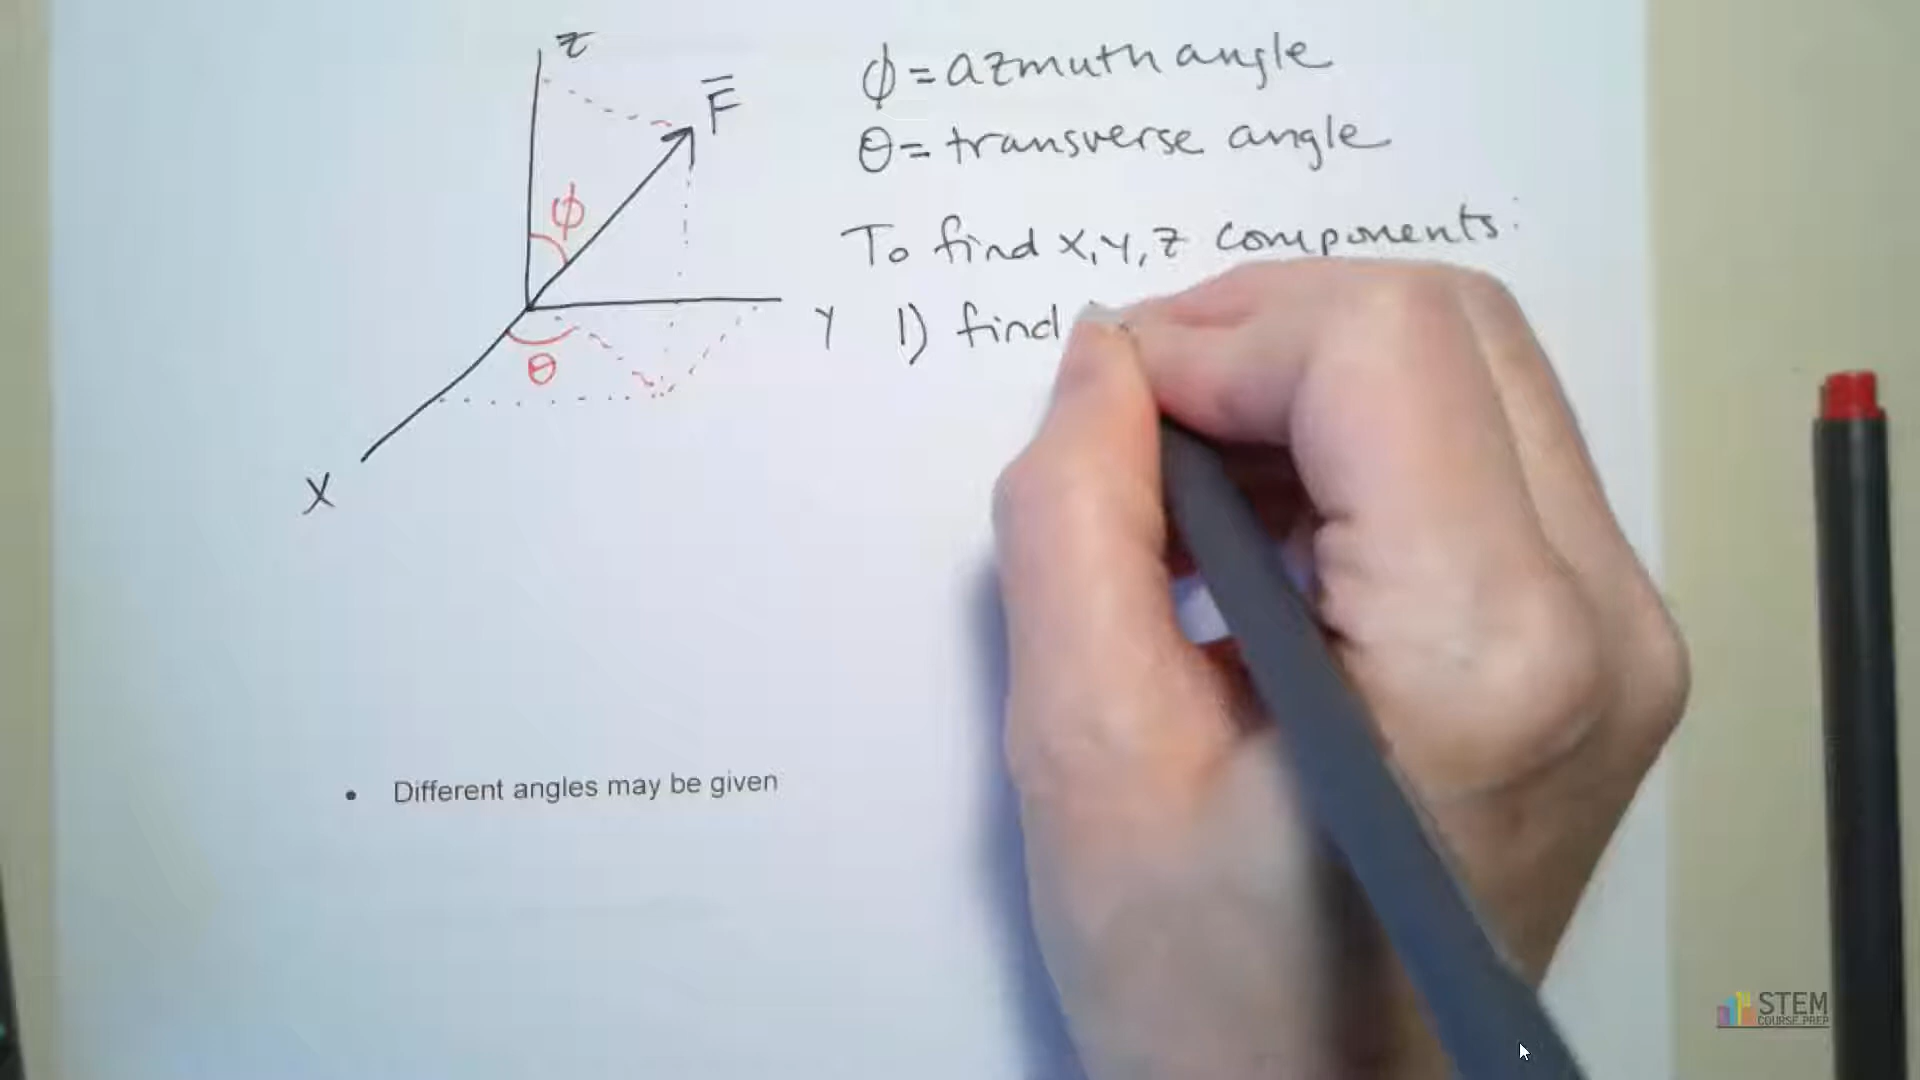 z
F̅
ϕ
Y
θ
X
ϕ = azmuth angle
θ = transverse angle
To find x, y, z components:
1) find
• Different angles may be given
STEM
COURSE PREP